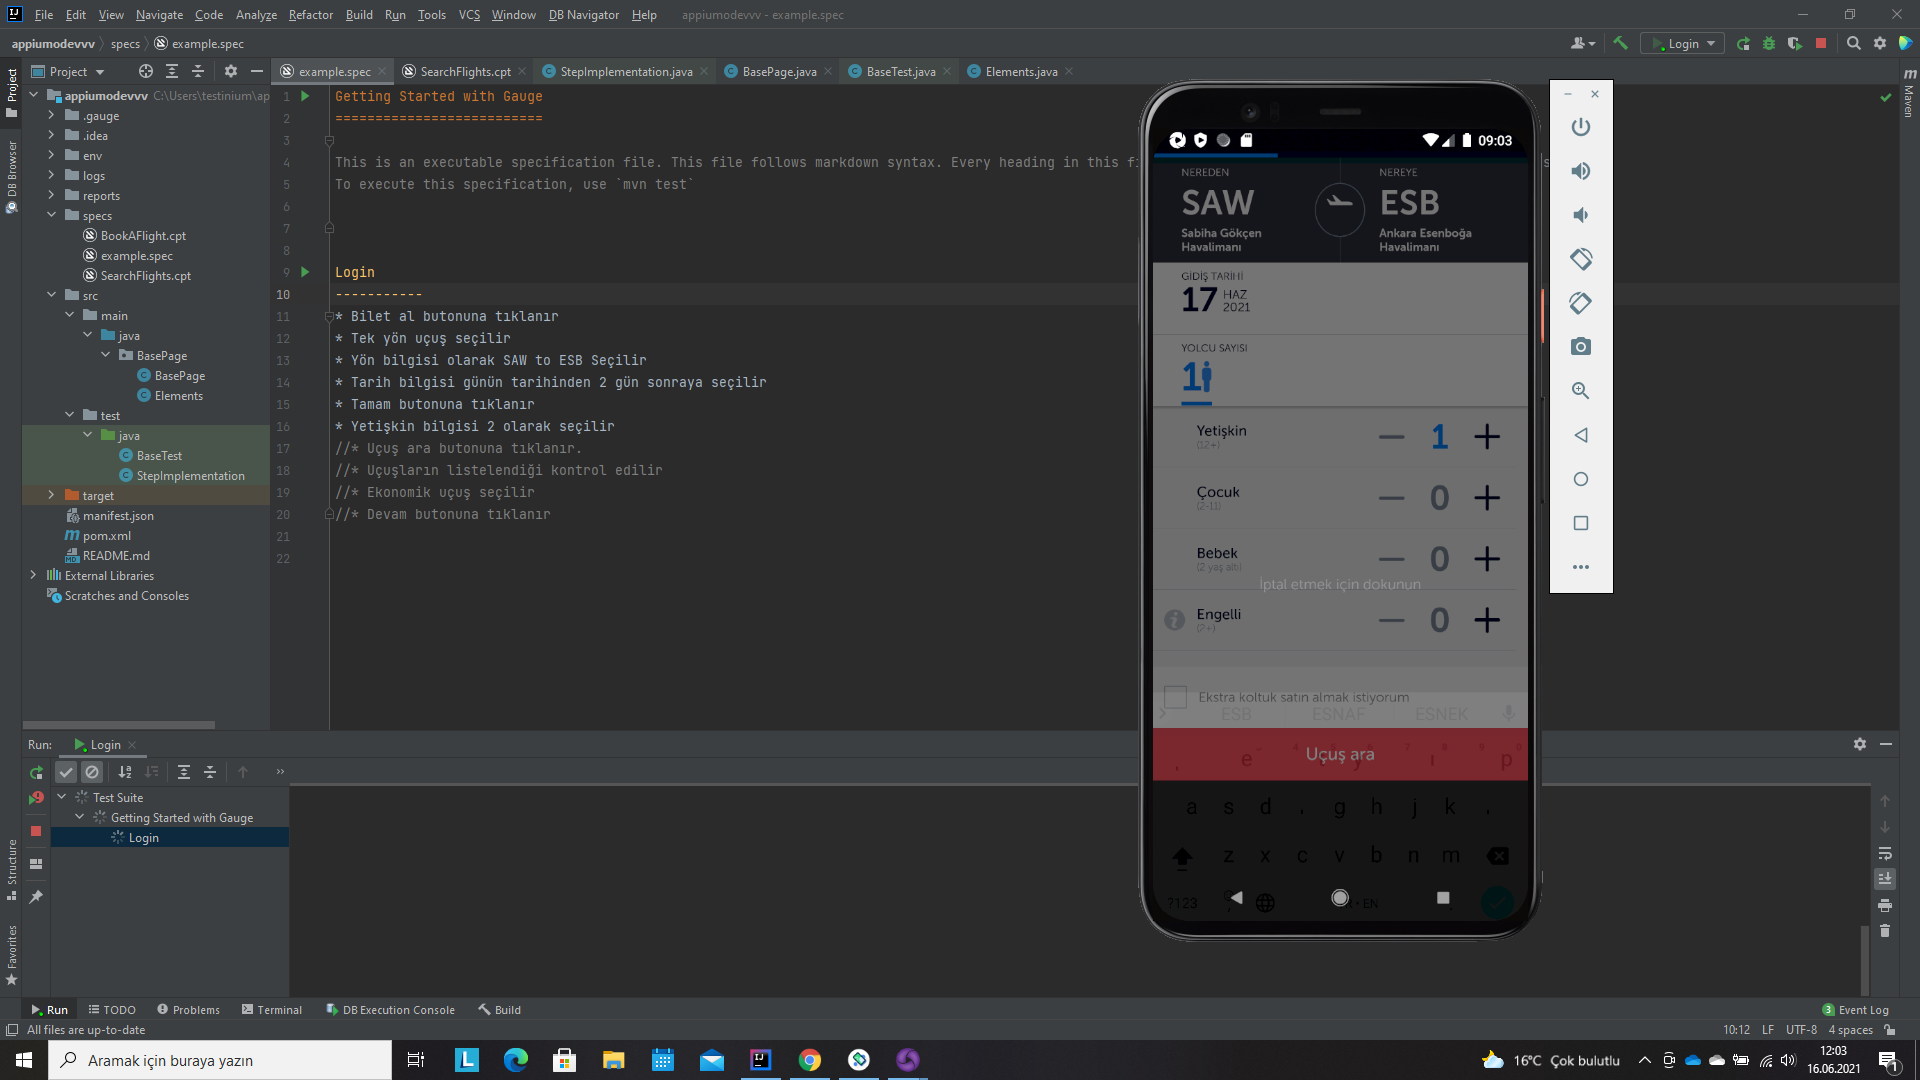 File Edit View Navigate Code Analyze Refactor Build Run Tools VCS Window DB Navigator Help appiumodevvv - example.spec
appiumodevvv specs example.spec
Login
Project
example.spec
SearchFlights.cpt
StepImplementation.java
BasePage.java
BaseTest.java
Elements.java
Project
DB Browser
Structure
Favorites
Maven
appiumodevvv C:\Users\testinium\ap
.gauge
.idea
env
logs
reports
specs
BookAFlight.cpt
example.spec
SearchFlights.cpt
src
main
java
BasePage
BasePage
Elements
test
java
BaseTest
StepImplementation
target
manifest.json
pom.xml
README.md
External Libraries
Scratches and Consoles
1 Getting Started with Gauge
2 ==========================
3
4 This is an executable specification file. This file follows markdown syntax. Every heading in this fi
5 To execute this specification, use `mvn test`
6
7
8
9 Login
10 -----------
11 * Bilet al butonuna tıklanır
12 * Tek yön uçuş seçilir
13 * Yön bilgisi olarak SAW to ESB Seçilir
14 * Tarih bilgisi günün tarihinden 2 gün sonraya seçilir
15 * Tamam butonuna tıklanır
16 * Yetişkin bilgisi 2 olarak seçilir
17 //* Uçuş ara butonuna tıklanır.
18 //* Uçuşların listelendiği kontrol edilir
19 //* Ekonomik uçuş seçilir
20 //* Devam butonuna tıklanır
21
22
09:03
NEREDEN NEREYE
SAW ESB
Sabiha Gökçen Havalimanı
Ankara Esenboğa Havalimanı
GİDİŞ TARİHİ
17 HAZ 2021
YOLCU SAYISI
1
Yetişkin 1
(12+)
Çocuk 0
(2-11)
Bebek 0
(2 yaş altı)
İptal etmek için dokunun
Engelli 0
(2+)
Ekstra koltuk satın almak istiyorum
ESB ESNAF ESNEK
Uçuş ara
e y ı p
a s d g h j k
z x c v b n m
?123 EN
Run: Login
Test Suite
Getting Started with Gauge
Login
Run TODO Problems Terminal DB Execution Console Build
3 Event Log
All files are up-to-date
10:12 LF UTF-8 4 spaces
Aramak için buraya yazın
L
16°C Çok bulutlu
12:03
16.06.2021
1